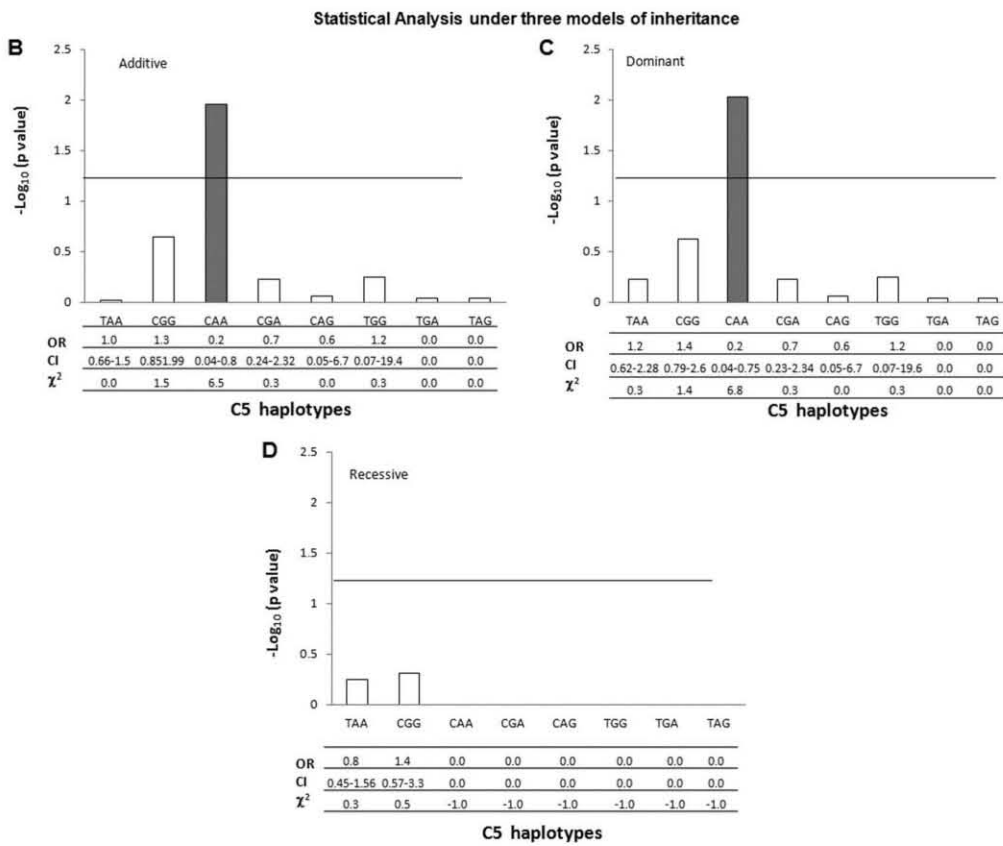 Statistical Analysis under three models of inheritance
B
Additive
-Log10 (p value)
2.5
2
1.5
1
0.5
0
TAA CGG CAA CGA CAG TGG TGA TAG
OR 1.0 1.3 0.2 0.7 0.6 1.2 0.0 0.0
CI 0.66-1.5 0.851.99 0.04-0.8 0.24-2.32 0.05-6.7 0.07-19.4 0.0 0.0
χ2 0.0 1.5 6.5 0.3 0.0 0.3 0.0 0.0
C5 haplotypes
C
Dominant
-Log10 (p value)
2.5
2
1.5
1
0.5
0
TAA CGG CAA CGA CAG TGG TGA TAG
OR 1.2 1.4 0.2 0.7 0.6 1.2 0.0 0.0
CI 0.62-2.28 0.79-2.6 0.04-0.75 0.23-2.34 0.05-6.7 0.07-19.6 0.0 0.0
χ2 0.3 1.4 6.8 0.3 0.0 0.3 0.0 0.0
C5 haplotypes
D
Recessive
-Log10 (p value)
2.5
2
1.5
1
0.5
0
TAA CGG CAA CGA CAG TGG TGA TAG
OR 0.8 1.4 0.0 0.0 0.0 0.0 0.0 0.0
CI 0.45-1.56 0.57-3.3 0.0 0.0 0.0 0.0 0.0 0.0
χ2 0.3 0.5 -1.0 -1.0 -1.0 -1.0 -1.0 -1.0
C5 haplotypes